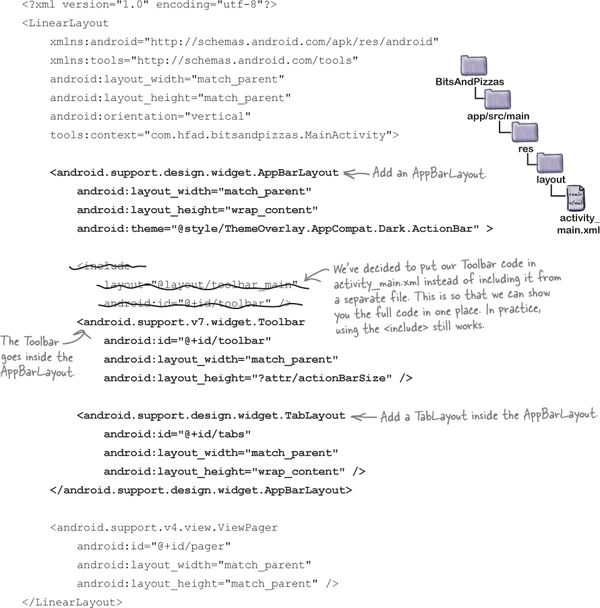 <?xml version="1.0" encoding="utf-8"?>
<LinearLayout
xmlns:android="http://schemas.android.com/apk/res/android"
xmlns:tools="http://schemas.android.com/tools"
android:layout_width="match_parent"
android:layout_height="match_parent"
android:orientation="vertical"
tools:context="com.hfad.bitsandpizzas.MainActivity">
BitsAndPizzas
app/src/main
res
layout
activity_
main.xml
<android.support.design.widget.AppBarLayout
Add an AppBarLayout.
android:layout_width="match_parent"
android:layout_height="wrap_content"
android:theme="@style/ThemeOverlay.AppCompat.Dark.ActionBar" >
<include
layout="@layout/toolbar_main"
android:id="@+id/toolbar" />
We've decided to put our Toolbar code in
activity_main.xml instead of including it from
a separate file. This is so that we can show
you the full code in one place. In practice,
using the <include> still works.
<android.support.v7.widget.Toolbar
android:id="@+id/toolbar"
android:layout_width="match_parent"
android:layout_height="?attr/actionBarSize" />
The Toolbar
goes inside the
AppBarLayout.
<android.support.design.widget.TabLayout
Add a TabLayout inside the AppBarLayout.
android:id="@+id/tabs"
android:layout_width="match_parent"
android:layout_height="wrap_content" />
</android.support.design.widget.AppBarLayout>
<android.support.v4.view.ViewPager
android:id="@+id/pager"
android:layout_width="match_parent"
android:layout_height="match_parent" />
</LinearLayout>